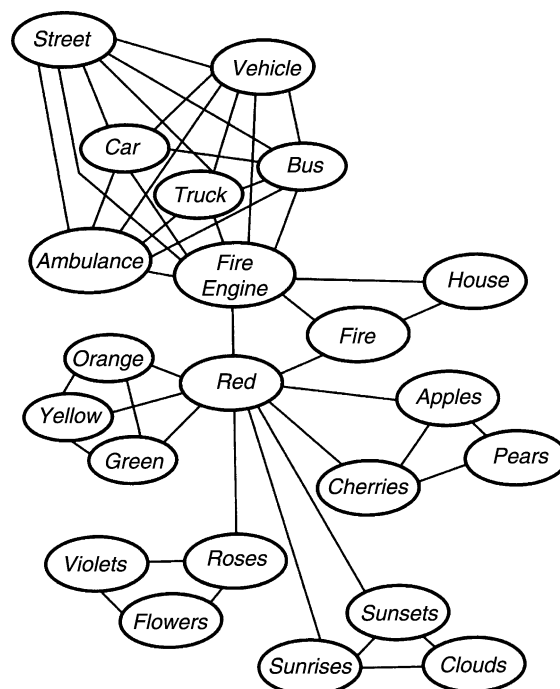 Street
Vehicle
Car
Bus
Truck
Ambulance
Fire
Engine
House
Fire
Orange
Red
Apples
Yellow
Green
Pears
Cherries
Violets
Roses
Flowers
Sunsets
Sunrises
Clouds